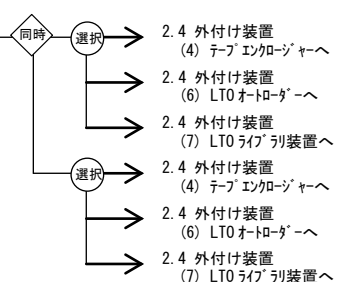 同時
選択
2.4 外付け装置
(4) ﾃｰﾌﾟｴﾝｸﾛｰｼﾞｬｰへ
2.4 外付け装置
(6) LTO ｵｰﾄﾛｰﾀﾞｰへ
2.4 外付け装置
(7) LTO ﾗｲﾌﾞﾗﾘ装置へ
選択
2.4 外付け装置
(4) ﾃｰﾌﾟｴﾝｸﾛｰｼﾞｬｰへ
2.4 外付け装置
(6) LTO ｵｰﾄﾛｰﾀﾞｰへ
2.4 外付け装置
(7) LTO ﾗｲﾌﾞﾗﾘ装置へ